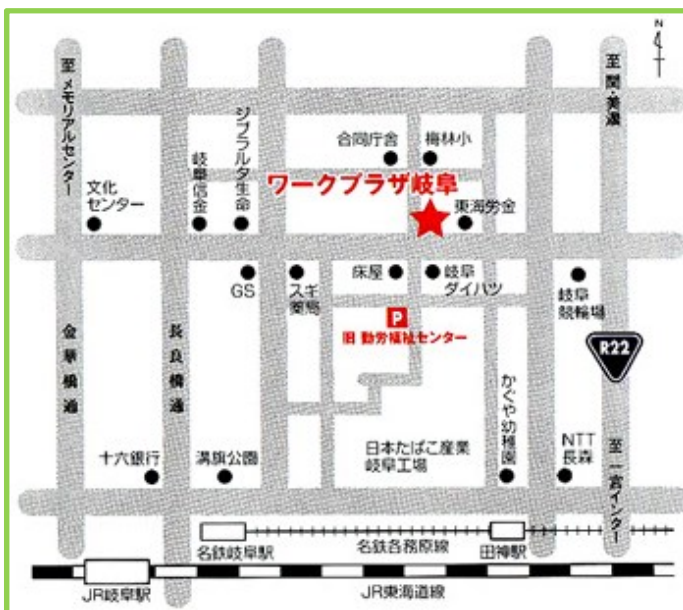 N
至 メモリアルセンター
ジブラルタ生命
岐阜信金
合同庁舎
梅林小
至 関・美濃
文化
センター
ワークプラザ岐阜
東海労金
GS
スギ
薬局
床屋
岐阜
ダイハツ
岐阜
競輪場
P
旧 勤労福祉センター
R22
金華橋通
長良橋通
かぐや幼稚園
十六銀行
溝旗公園
日本たばこ産業
岐阜工場
NTT
長森
至 一宮インター
名鉄岐阜駅
名鉄各務原線
田神駅
JR岐阜駅
JR東海道線